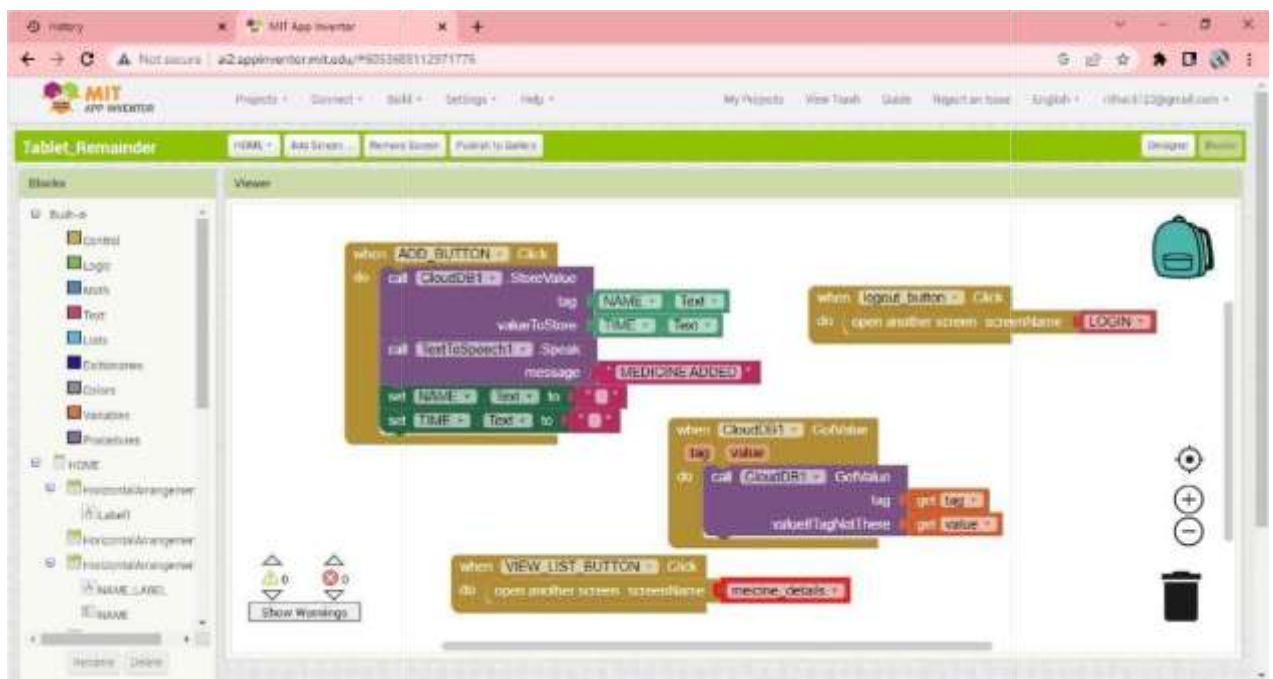 History
MIT App Inventor
Not secure
MIT
APP INVENTOR
Projects
Connect
Build
Settings
Help
My Projects
View Trash
Guide
Report an Issue
English
Tablet_Remainder
HOME
Add Screen ...
Remove Screen
Publish to Gallery
Designer
Blocks
Blocks
Viewer
Built-in
Control
Logic
Math
Text
Lists
Dictionaries
Colors
Variables
Procedures
HOME
HorizontalArrangemer
Label1
HorizontalArrangemer
HorizontalArrangemer
NAME_LABEL
NAME
Rename
Delete
when ADD_BUTTON .Click
do call CloudDB1 .StoreValue
tag NAME . Text
valueToStore TIME . Text
call TextToSpeech1 .Speak
message " MEDICINE ADDED "
set NAME . Text to " "
set TIME . Text to " "
when logout_button .Click
do open another screen screenName LOGIN
when CloudDB1 .GotValue
tag value
do call CloudDB1 .GetValue
tag get tag
valueIfTagNotThere get value
when VIEW_LIST_BUTTON .Click
do open another screen screenName mecine_details
0 0
Show Warnings